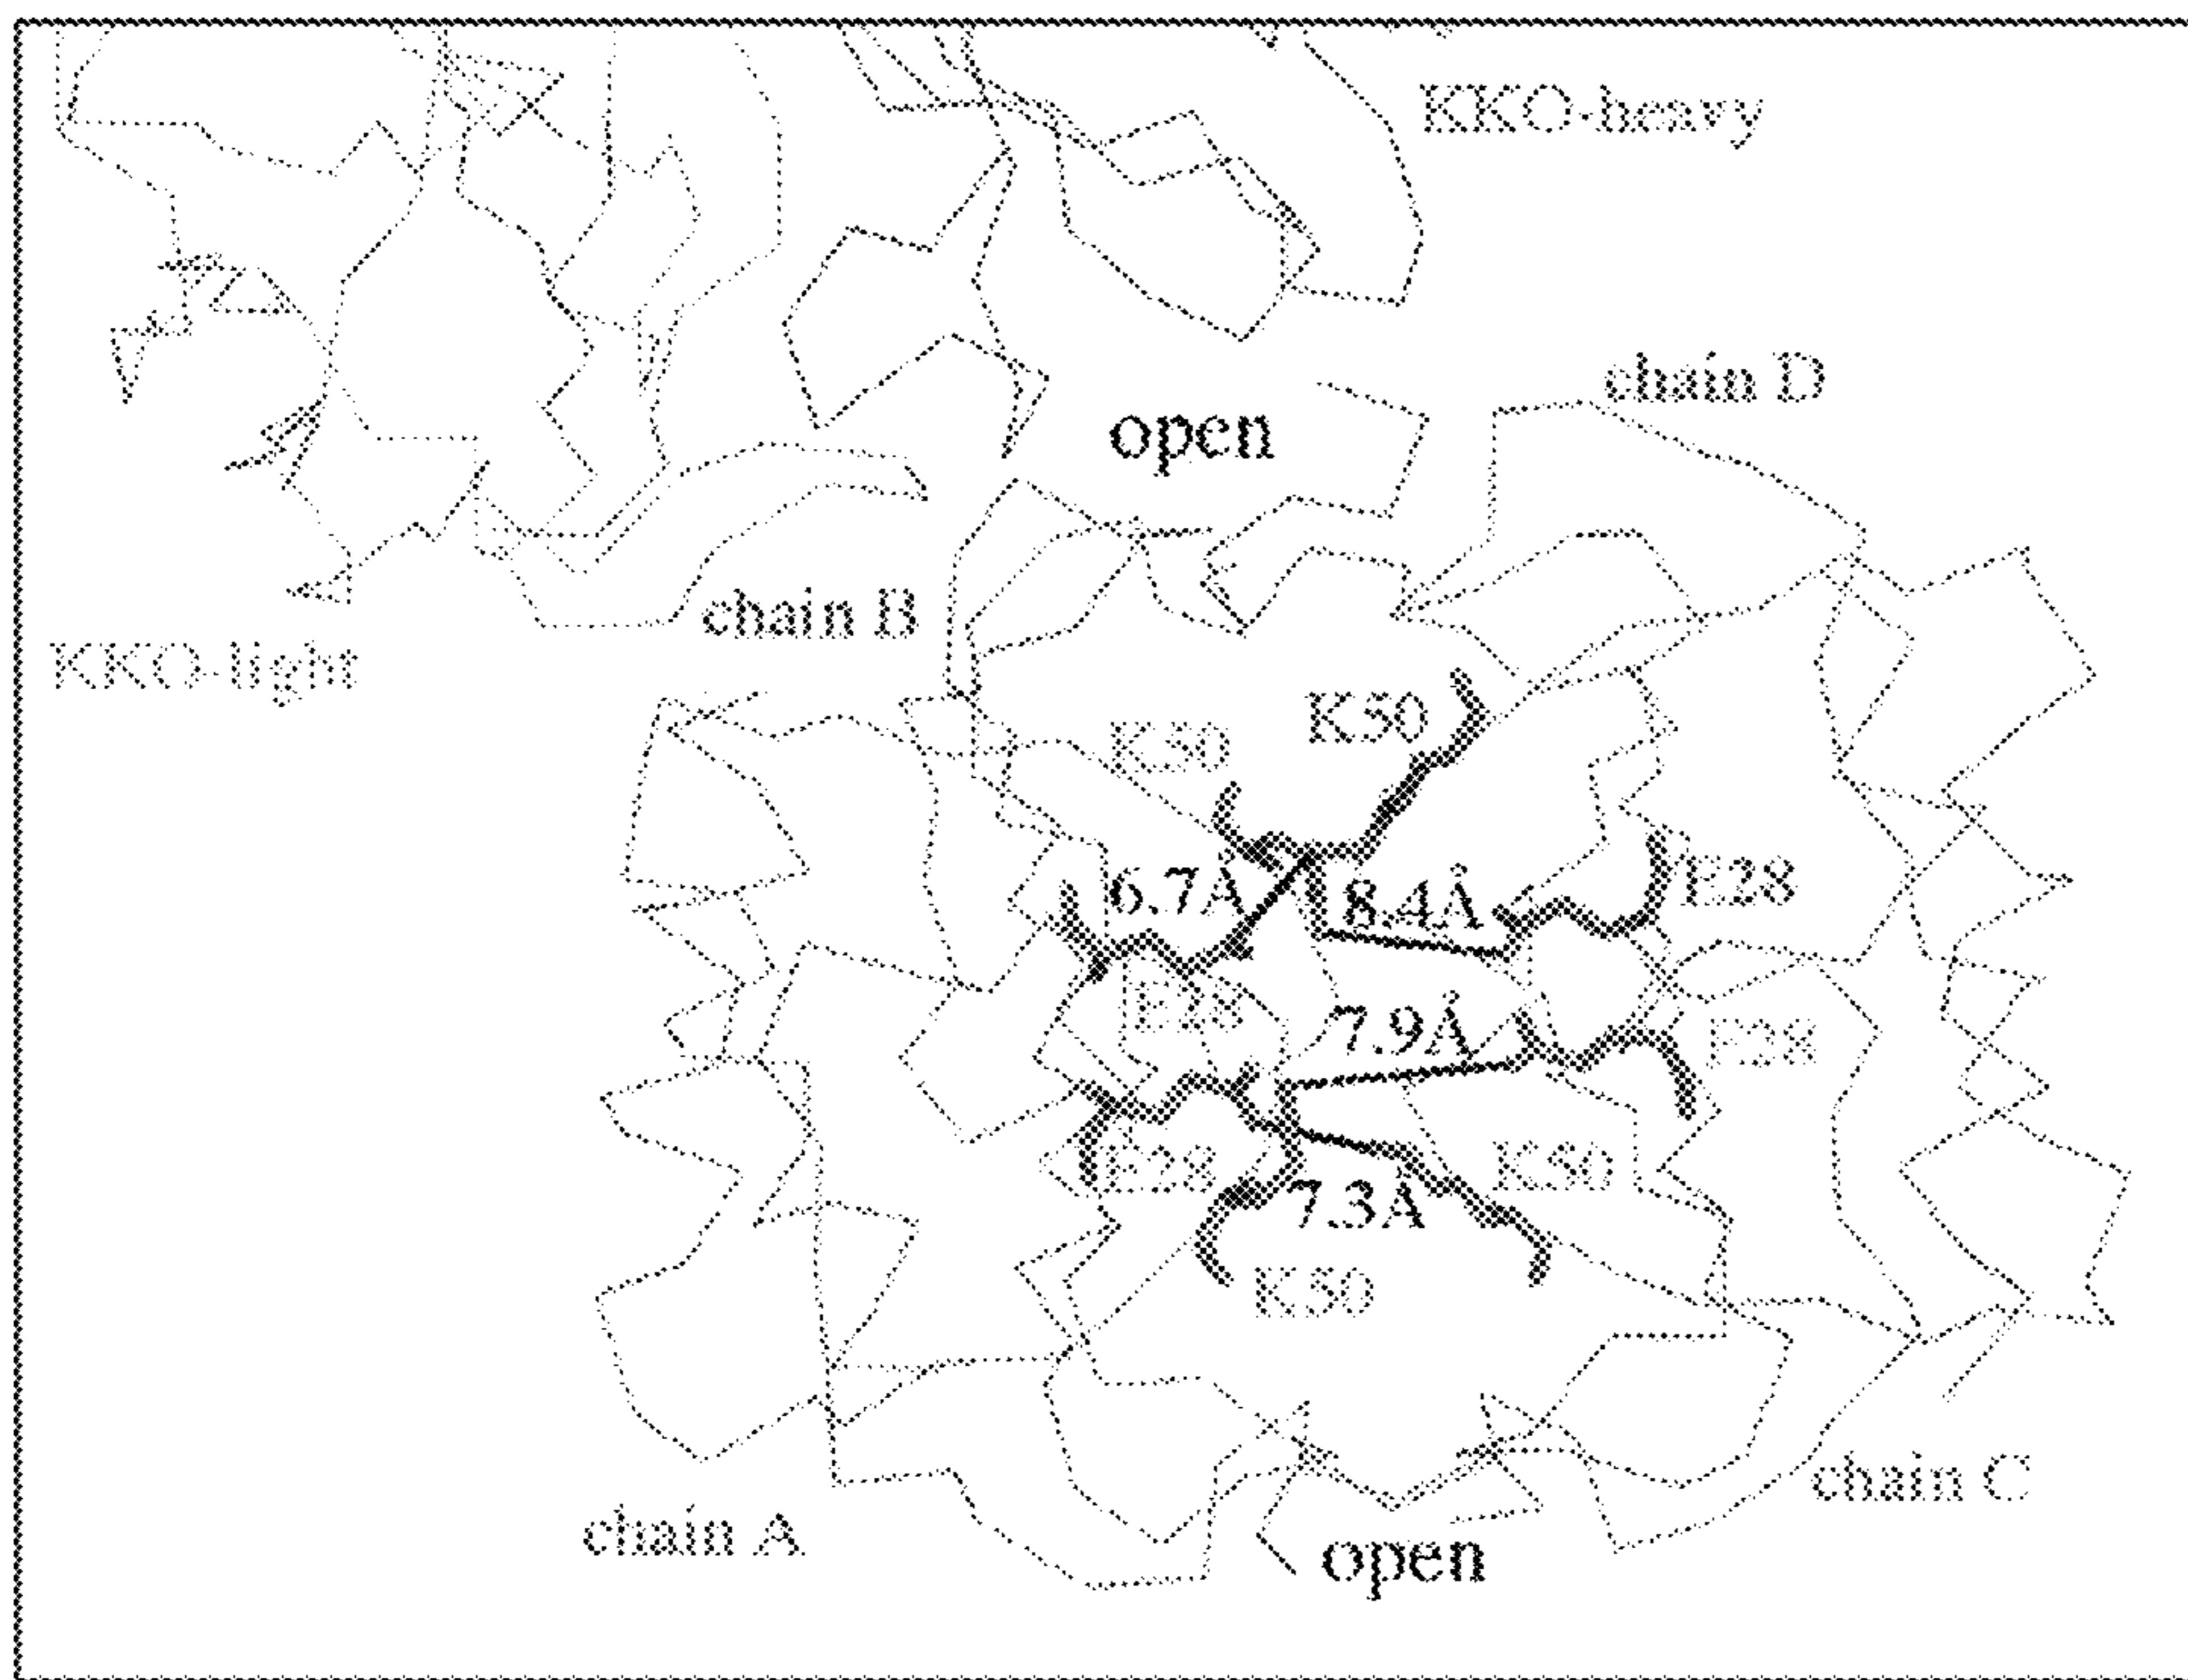 KKO-heavy
chain D
open
chain B
KKO-light
K50
K50
6.7Å
8.4Å
E28
E28
7.9Å
E28
E28
K50
7.3Å
K50
chain C
chain A
open